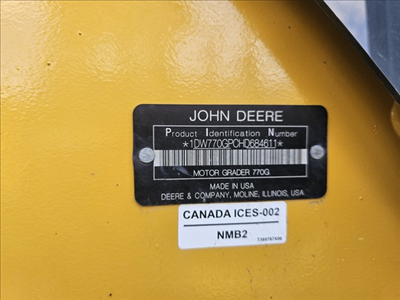 JOHN DEERE
Product Identification Number
*1DW770GPCHD684611*
MOTOR GRADER 770G
MADE IN USA
DEERE & COMPANY, MOLINE, ILLINOIS, USA
CANADA ICES-002
NMB2